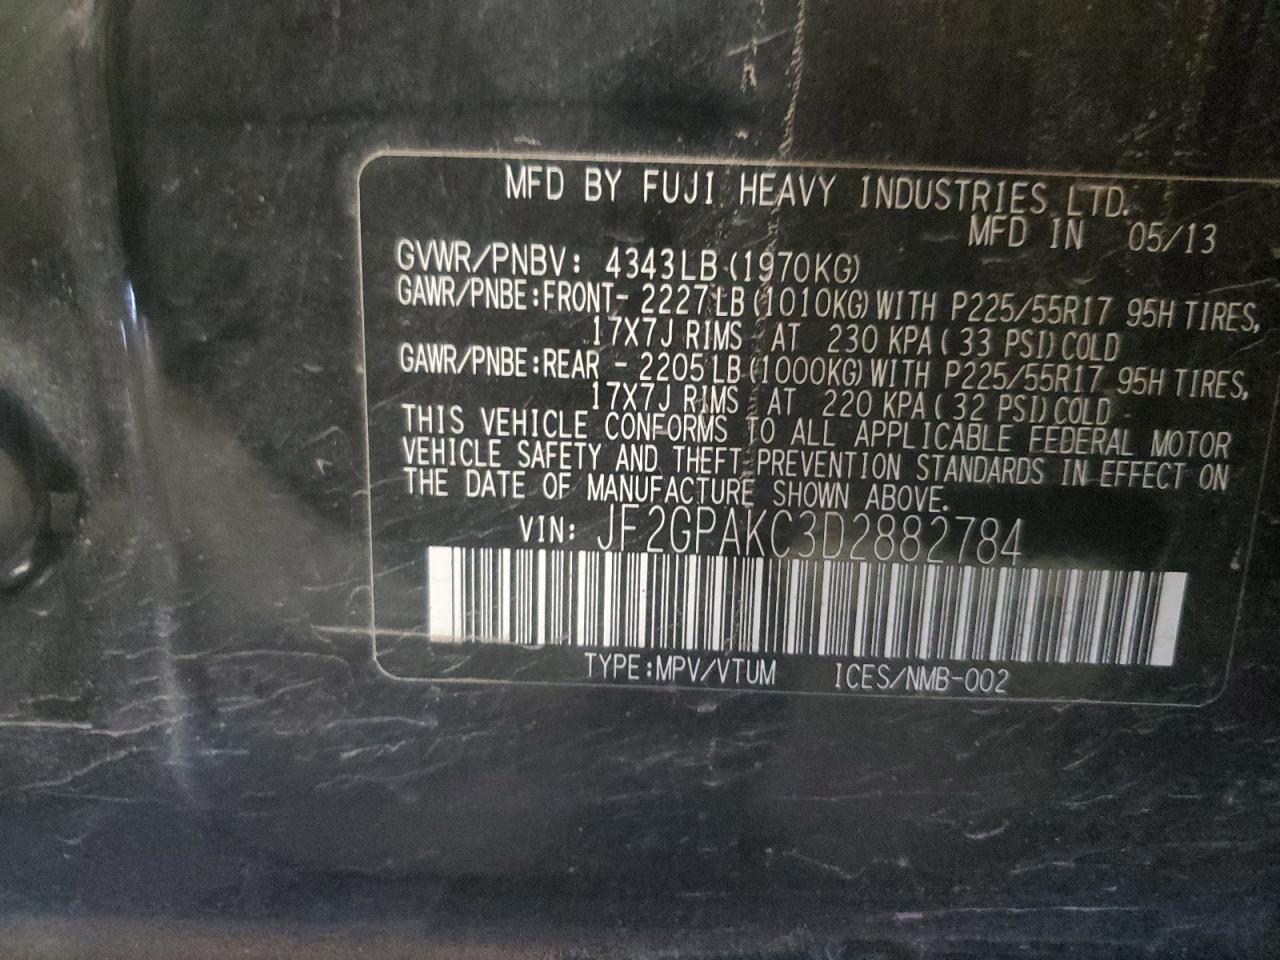 MFD BY FUJI HEAVY INDUSTRIES LTD.
MFD IN 05/13
GVWR/PNBV: 4343LB (1970KG)
GAWR/PNBE:FRONT- 2227LB (1010KG) WITH P225/55R17 95H TIRES,
17X7J RIMS AT 230 KPA( 33 PSI)COLD
GAWR/PNBE:REAR - 2205LB (1000KG) WITH P225/55R17 95H TIRES,
17X7J RIMS AT 220 KPA( 32 PSI)COLD
THIS VEHICLE CONFORMS TO ALL APPLICABLE FEDERAL MOTOR
VEHICLE SAFETY AND THEFT PREVENTION STANDARDS IN EFFECT ON
THE DATE OF MANUFACTURE SHOWN ABOVE.
VIN: JF2GPAKC3D2882784
TYPE:MPV/VTUM ICES/NMB-002